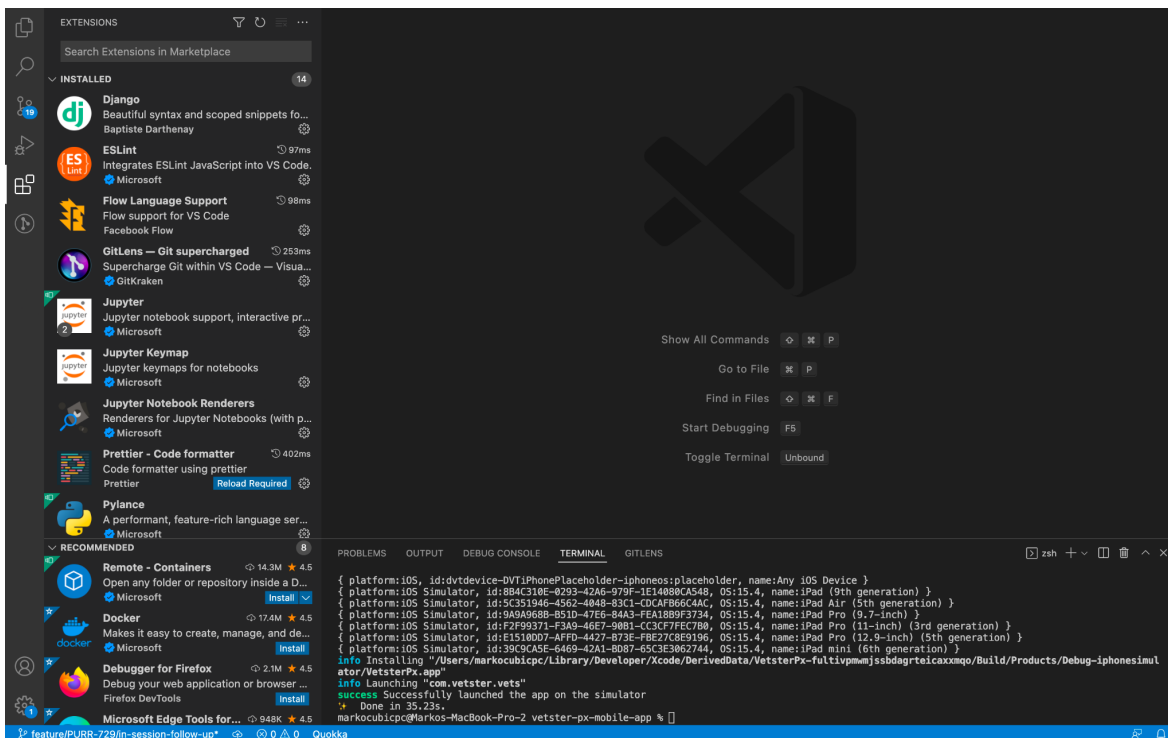 EXTENSIONS
Search Extensions in Marketplace
INSTALLED 14
dj
Django
Beautiful syntax and scoped snippets fo...
Baptiste Darthenay
ES
Lint
ESLint 97ms
Integrates ESLint JavaScript into VS Code.
Microsoft
Flow Language Support 98ms
Flow support for VS Code
Facebook Flow
GitLens — Git supercharged 253ms
Supercharge Git within VS Code — Visua...
GitKraken
jupyter
2
Jupyter
Jupyter notebook support, interactive pr...
Microsoft
jupyter
Jupyter Keymap
Jupyter keymaps for notebooks
Microsoft
Jupyter Notebook Renderers
Renderers for Jupyter Notebooks (with p...
Microsoft
Prettier - Code formatter 402ms
Code formatter using prettier
Prettier Reload Required
Pylance
A performant, feature-rich language ser...
Microsoft
RECOMMENDED 8
Remote - Containers 14.3M ★ 4.5
Open any folder or repository inside a D...
Microsoft Install
docker
Docker 17.4M ★ 4.5
Makes it easy to create, manage, and de...
Microsoft Install
Debugger for Firefox 2.1M ★ 4.5
Debug your web application or browser ...
Firefox DevTools Install
Microsoft Edge Tools for... 948K ★ 4.5
19
1
Show All Commands ⇧ ⌘ P
Go to File ⌘ P
Find in Files ⇧ ⌘ F
Start Debugging F5
Toggle Terminal Unbound
PROBLEMS OUTPUT DEBUG CONSOLE TERMINAL GITLENS zsh
{ platform:iOS, id:dvtdevice-DVTiPhonePlaceholder-iphoneos:placeholder, name:Any iOS Device }
{ platform:iOS Simulator, id:8B4C310E-0293-42A6-979F-1E14080CA548, OS:15.4, name:iPad (9th generation) }
{ platform:iOS Simulator, id:5C351946-4562-4048-83C1-CDCAFB66C4AC, OS:15.4, name:iPad Air (5th generation) }
{ platform:iOS Simulator, id:9A9A968B-B51D-47E6-84A3-FEA18B9F3734, OS:15.4, name:iPad Pro (9.7-inch) }
{ platform:iOS Simulator, id:F2F99371-F3A9-46E7-90B1-CC3CF7FEC7B0, OS:15.4, name:iPad Pro (11-inch) (3rd generation) }
{ platform:iOS Simulator, id:E1510DD7-AFFD-4427-B73E-FBE27C8E9196, OS:15.4, name:iPad Pro (12.9-inch) (5th generation) }
{ platform:iOS Simulator, id:39C9CA5E-6469-42A1-BD87-65C3E3062744, OS:15.4, name:iPad mini (6th generation) }
info Installing "/Users/markocubicpc/Library/Developer/Xcode/DerivedData/VetsterPx-fultivpmwmjssbdagrteicaxxmqo/Build/Products/Debug-iphonesimul
ator/VetsterPx.app"
info Launching "com.vetster.vets"
success Successfully launched the app on the simulator
✨ Done in 35.23s.
markocubicpc@Markos-MacBook-Pro-2 vetster-px-mobile-app %
feature/PURR-729/in-session-follow-up* 0 0 Quokka